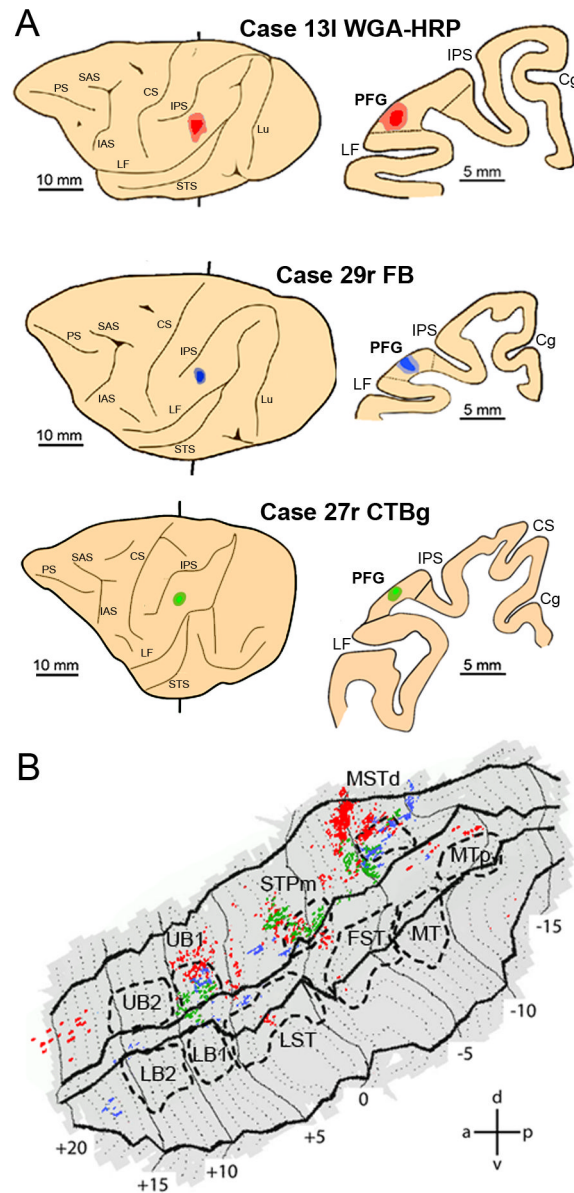 A
Case 13l WGA-HRP
SAS
PS
CS
IPS
IAS
LF
Lu
STS
10 mm
IPS
Cg
PFG
LF
5 mm
Case 29r FB
PS
SAS
CS
IPS
IAS
LF
Lu
STS
10 mm
IPS
Cg
PFG
LF
5 mm
Case 27r CTBg
SAS
CS
PS
IPS
IAS
LF
STS
10 mm
CS
IPS
PFG
Cg
LF
5 mm
B
MSTd
MTp
STPm
-15
UB1
FST
MT
UB2
-10
LST
LB2
LB1
-5
0
d
a
p
v
+5
+20
+10
+15